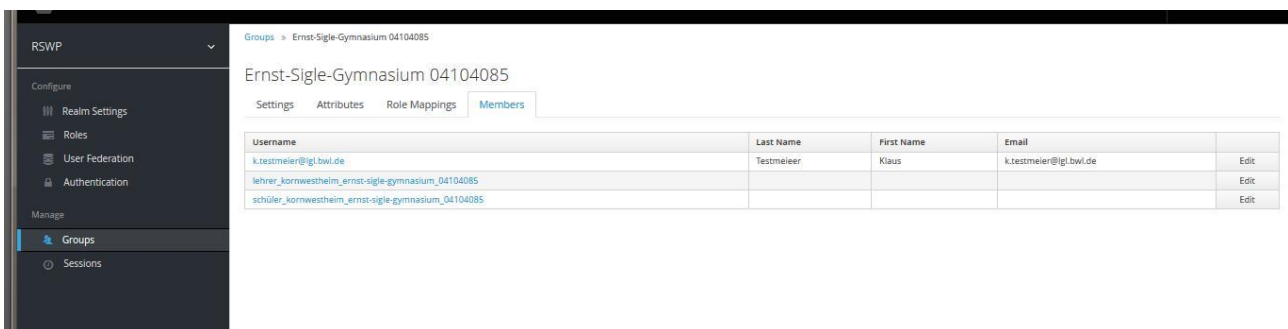 RSWP
Configure
Realm Settings
Roles
User Federation
Authentication
Manage
Groups
Sessions
Groups » Ernst-Sigle-Gymnasium 04104085
Ernst-Sigle-Gymnasium 04104085
Settings Attributes Role Mappings Members
Username Last Name First Name Email
k.testmeier@lgl.bwl.de Testmeieer Klaus k.testmeier@lgl.bwl.de Edit
lehrer_kornwestheim_ernst-sigle-gymnasium_04104085 Edit
schüler_kornwestheim_ernst-sigle-gymnasium_04104085 Edit